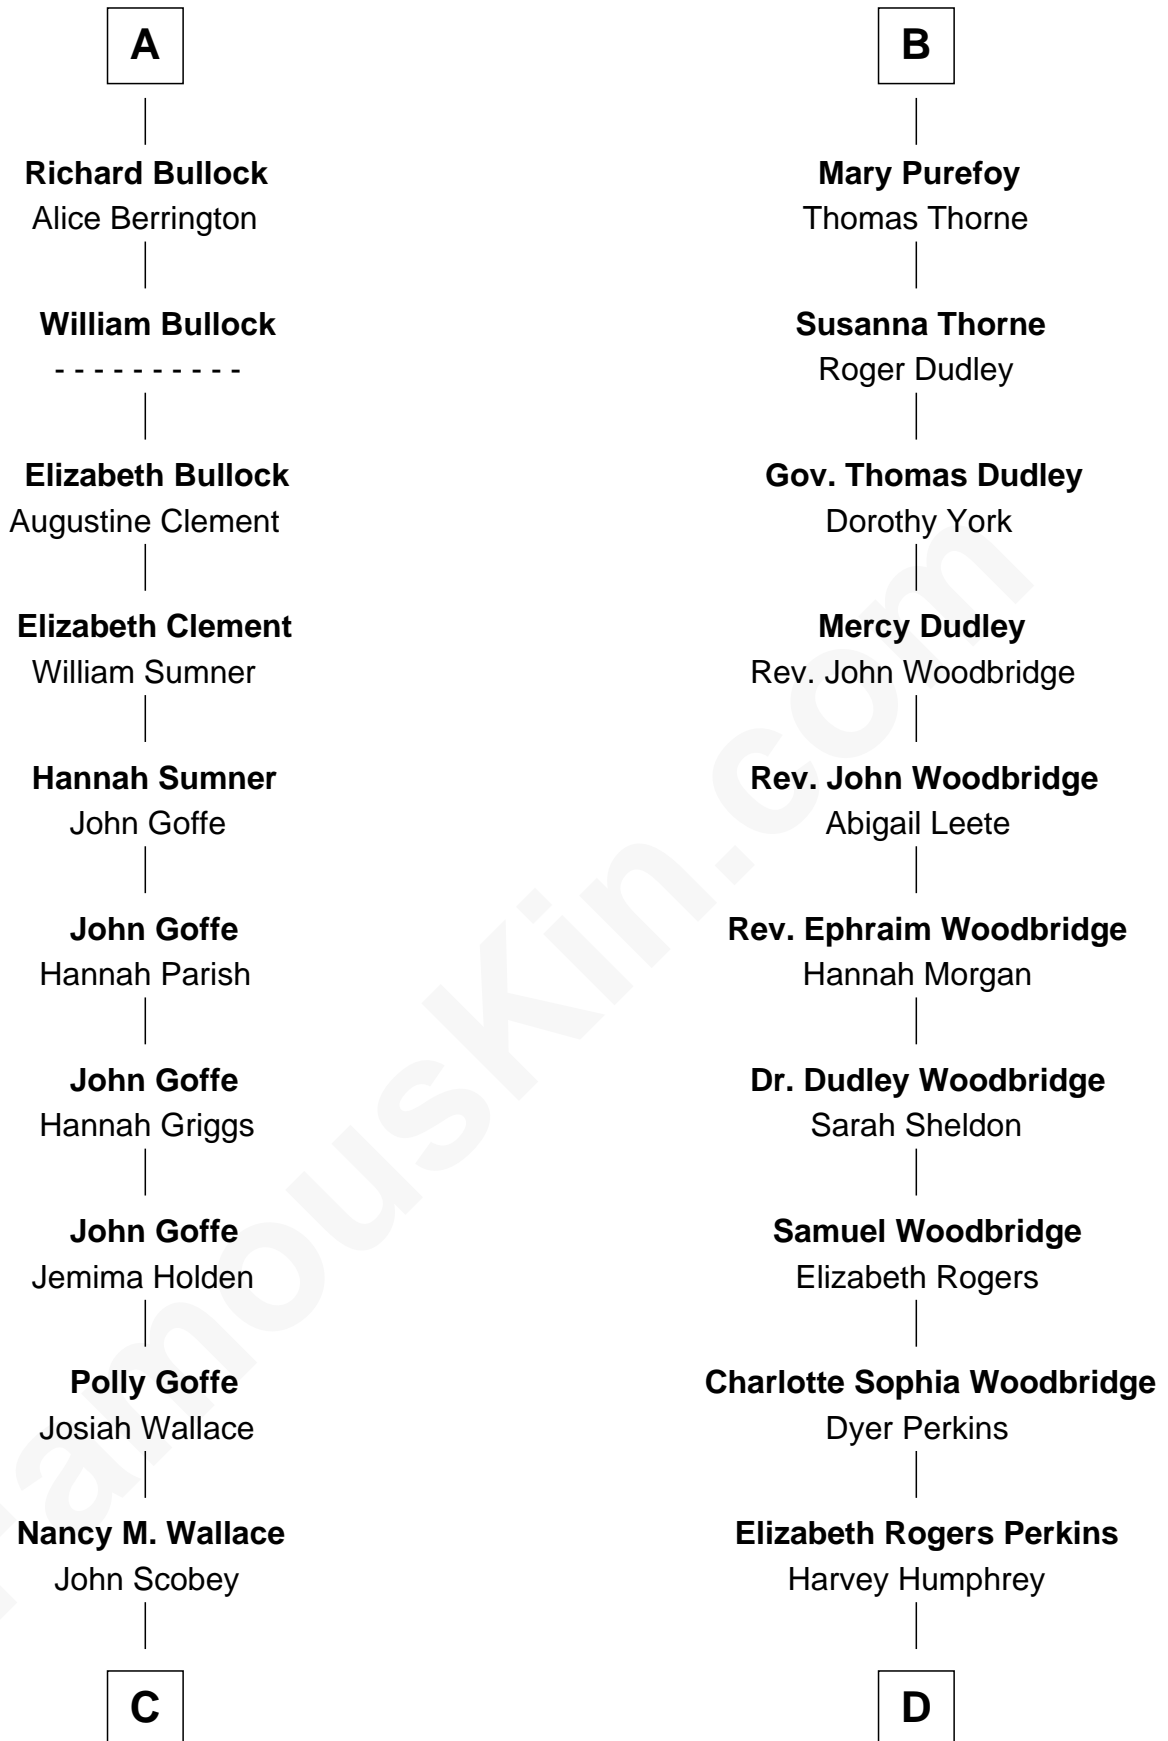 A
Richard Bullock
Alice Berrington
William Bullock
- - - - - - - - - -
Elizabeth Bullock
Augustine Clement
Elizabeth Clement
William Sumner
Hannah Sumner
John Goffe
John Goffe
Hannah Parish
John Goffe
Hannah Griggs
John Goffe
Jemima Holden
Polly Goffe
Josiah Wallace
Nancy M. Wallace
John Scobey
C
B
Mary Purefoy
Thomas Thorne
Susanna Thorne
Roger Dudley
Gov. Thomas Dudley
Dorothy York
Mercy Dudley
Rev. John Woodbridge
Rev. John Woodbridge
Abigail Leete
Rev. Ephraim Woodbridge
Hannah Morgan
Dr. Dudley Woodbridge
Sarah Sheldon
Samuel Woodbridge
Elizabeth Rogers
Charlotte Sophia Woodbridge
Dyer Perkins
Elizabeth Rogers Perkins
Harvey Humphrey
D
FamousKin.com